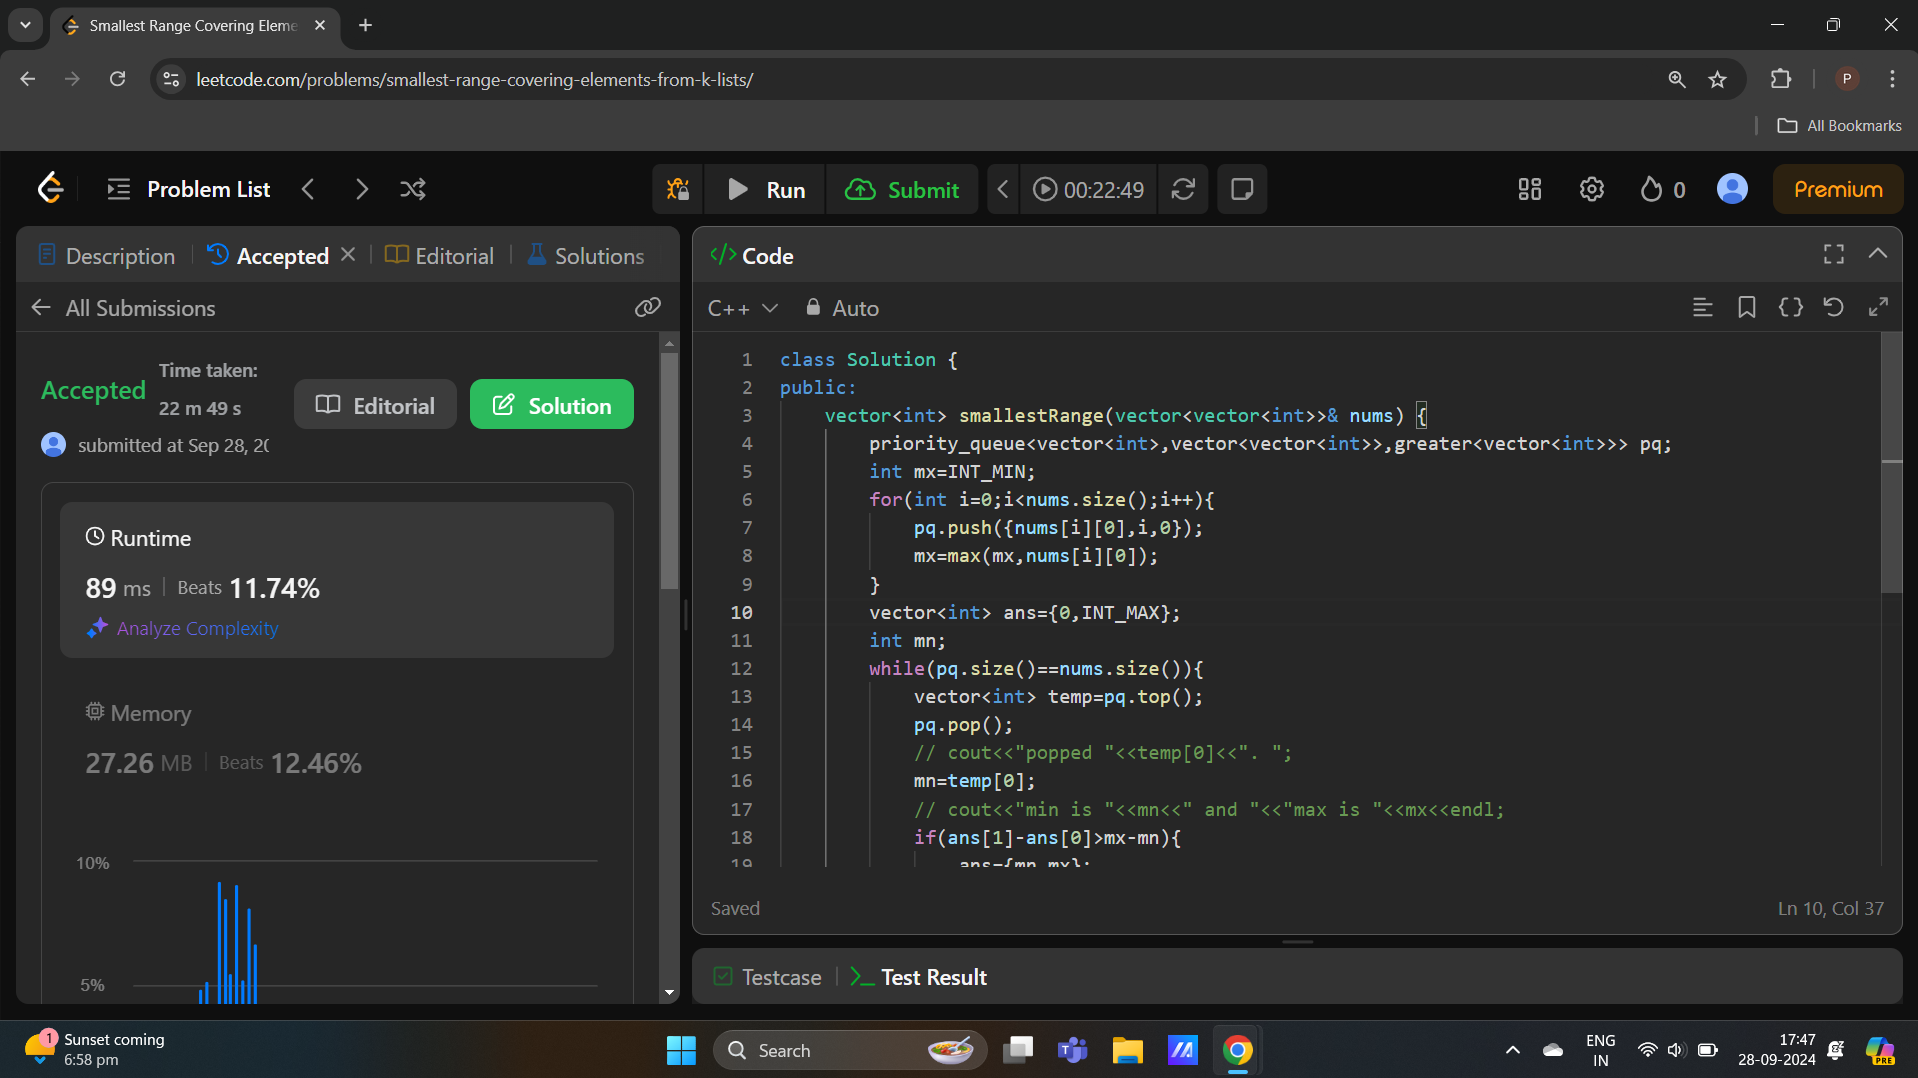 Smallest Range Covering Eleme
leetcode.com/problems/smallest-range-covering-elements-from-k-lists/
P
All Bookmarks
Problem List
Run
Submit
00:22:49
0
Premium
Description
Accepted
Editorial
Solutions
</> Code
All Submissions
C++
Auto
Accepted
Time taken:
22 m 49 s
Editorial
Solution
submitted at Sep 28, 20
Runtime
89 ms
Beats 11.74%
Analyze Complexity
Memory
27.26 MB
Beats 12.46%
10%
5%
1 class Solution {
2 public:
3 vector<int> smallestRange(vector<vector<int>>& nums) {
4 priority_queue<vector<int>,vector<vector<int>>,greater<vector<int>>> pq;
5 int mx=INT_MIN;
6 for(int i=0;i<nums.size();i++){
7 pq.push({nums[i][0],i,0});
8 mx=max(mx,nums[i][0]);
9 }
10 vector<int> ans={0,INT_MAX};
11 int mn;
12 while(pq.size()==nums.size()){
13 vector<int> temp=pq.top();
14 pq.pop();
15 // cout<<"popped "<<temp[0]<<". ";
16 mn=temp[0];
17 // cout<<"min is "<<mn<<" and "<<"max is "<<mx<<endl;
18 if(ans[1]-ans[0]>mx-mn){
19 ans={mn,mx};
Saved
Ln 10, Col 37
Testcase
Test Result
1
Sunset coming
6:58 pm
Search
ENG
IN
17:47
28-09-2024
PRE